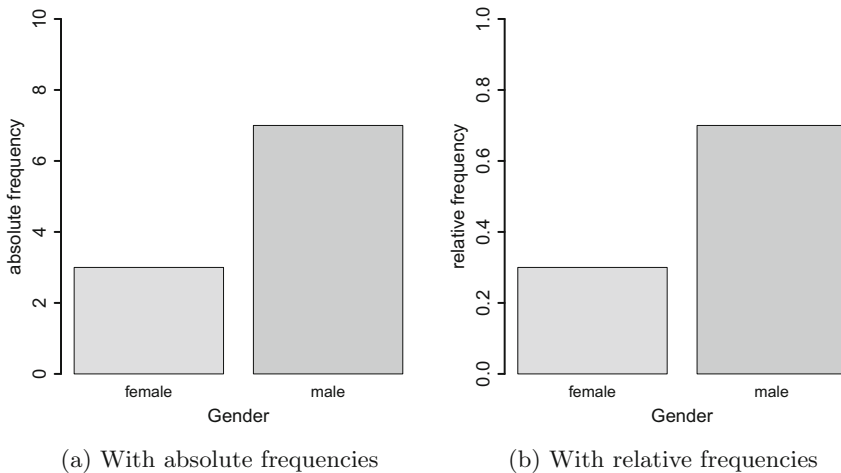 absolute frequency
10
8
6
4
2
0
female male
Gender
(a) With absolute frequencies
relative frequency
1.0
0.8
0.6
0.4
0.2
0.0
female male
Gender
(b) With relative frequencies